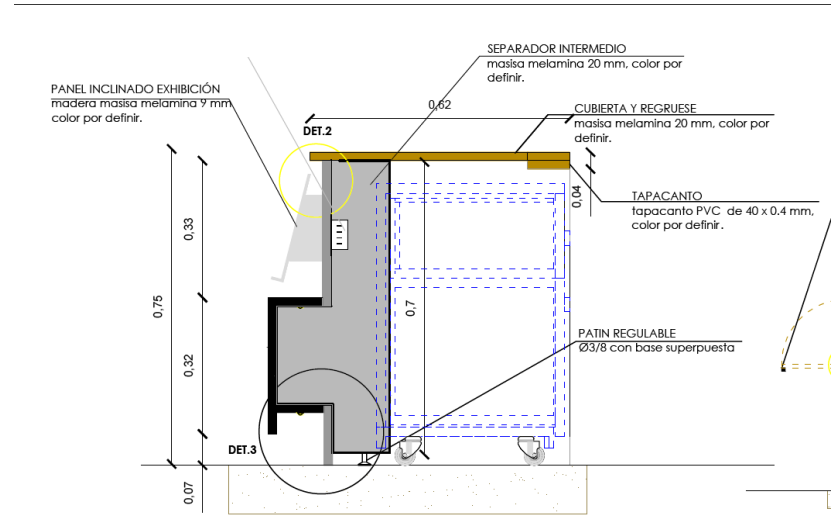 SEPARADOR INTERMEDIO
masisa melamina 20 mm, color por
definir.
PANEL INCLINADO EXHIBICIÓN
madera masisa melamina 9 mm
color por definir.
0,62
CUBIERTA Y REGRUESE
masisa melamina 20 mm, color por
definir.
DET.2
TAPACANTO
tapacanto PVC de 40 x 0.4 mm,
color por definir.
0,04
0,33
0,75
0,7
0,32
PATIN REGULABLE
Ø3/8 con base superpuesta
DET.3
0,07